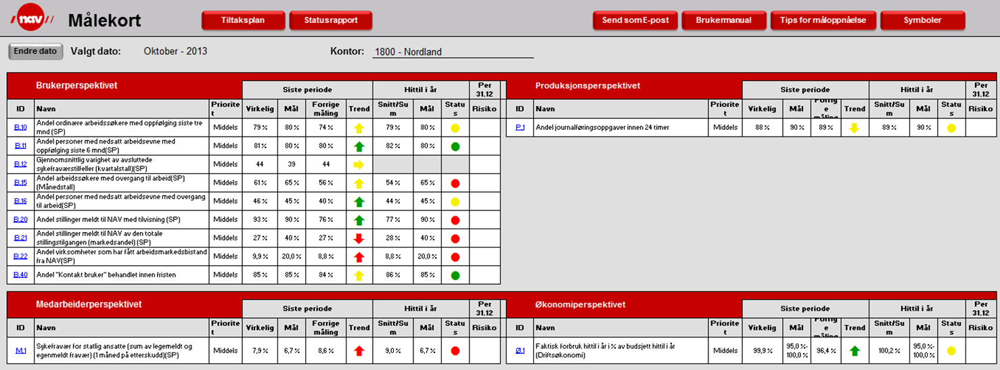 nav Målekort Tiltaksplan Statusrapport Send som E-post Brukermanual Tips for måloppnåelse Symboler
Endre dato Valgt dato: Oktober - 2013 Kontor: 1800 - Nordland
Brukerperspektivet Siste periode Hittil i år Per 31.12
ID Navn Prioritet Virkelig Mål Forrige måling Trend Snitt/Sum Mål Status Risiko
B.10 Andel ordinære arbeidssøkere med oppfølging siste tre mnd (SP) Middels 79 % 80 % 74 % 79 % 80 %
B.11 Andel personer med nedsatt arbeidsevne med oppfølging siste 6 mnd(SP) Middels 81 % 80 % 80 % 82 % 80 %
B.12 Gjennomsnittlig varighet av avsluttede sykefraværstilfeller (kvartalstall)(SP) Middels 44 39 44
B.15 Andel arbeidssøkere med overgang til arbeid(SP) (Månedstall) Middels 61 % 65 % 56 % 54 % 65 %
B.16 Andel personer med nedsatt arbeidsevne med overgang til arbeid(SP) Middels 46 % 45 % 40 % 44 % 45 %
B.20 Andel stillinger meldt til NAV med tilvisning (SP) Middels 93 % 90 % 76 % 77 % 90 %
B.21 Andel stillinger meldt til NAV av den totale stillingstilgangen (markedsandel) (SP) Middels 27 % 40 % 27 % 28 % 40 %
B.22 Andel virksomheter som har fått arbeidsmarkedsbistand fra NAV(SP) Middels 9,9 % 20,0 % 8,8 % 8,8 % 20,0 %
B.40 Andel "Kontakt bruker" behandlet innen fristen Middels 85 % 85 % 84 % 86 % 85 %
Produksjonsperspektivet Siste periode Hittil i år Per 31.12
ID Navn Prioritet Virkelig Mål Forrige måling Trend Snitt/Sum Mål Status Risiko
P.1 Andel journalføringsoppgaver innen 24 timer Middels 88 % 90 % 89 % 89 % 90 %
Medarbeiderperspektivet Siste periode Hittil i år Per 31.12
ID Navn Prioritet Virkelig Mål Forrige måling Trend Snitt/Sum Mål Status Risiko
M.1 Sykefravær for statlig ansatte (sum av legemeldt og egenmeldt fravær) (1 måned på etterskudd)(SP) Middels 7,9 % 6,7 % 8,6 % 9,0 % 6,7 %
Økonomiperspektivet Siste periode Hittil i år Per 31.12
ID Navn Prioritet Virkelig Mål Forrige måling Trend Snitt/Sum Mål Status Risiko
Ø.1 Faktisk forbruk hittil i år i % av budsjett hittil i år (Driftsøkonomi) Middels 99,9 % 95,0 %- 100,0 % 96,4 % 100,2 % 95,0 %- 100,0 %